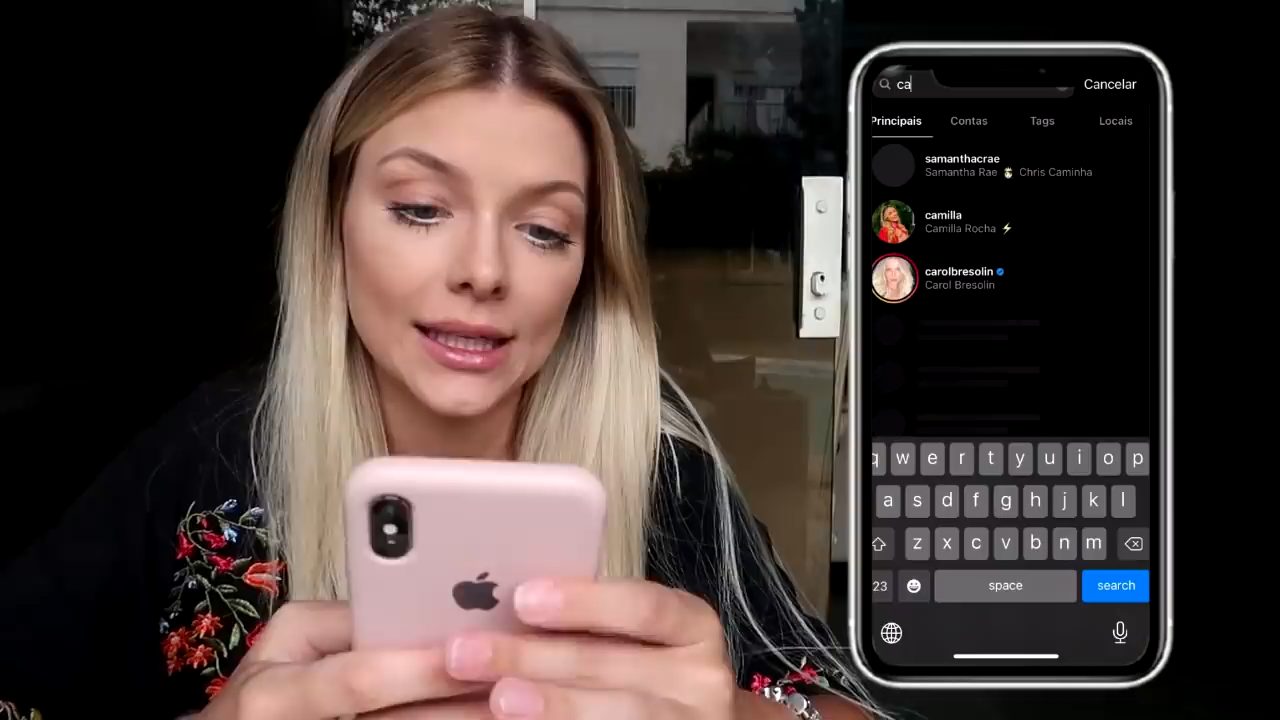 ca
Cancelar
Principais
Contas
Tags
Locais
samanthacrae
Samantha Rae Chris Caminha
camilla
Camilla Rocha ⚡
carolbresolin
Carol Bresolin
q w e r t y u i o p
a s d f g h j k l
z x c v b n m
23
space
search